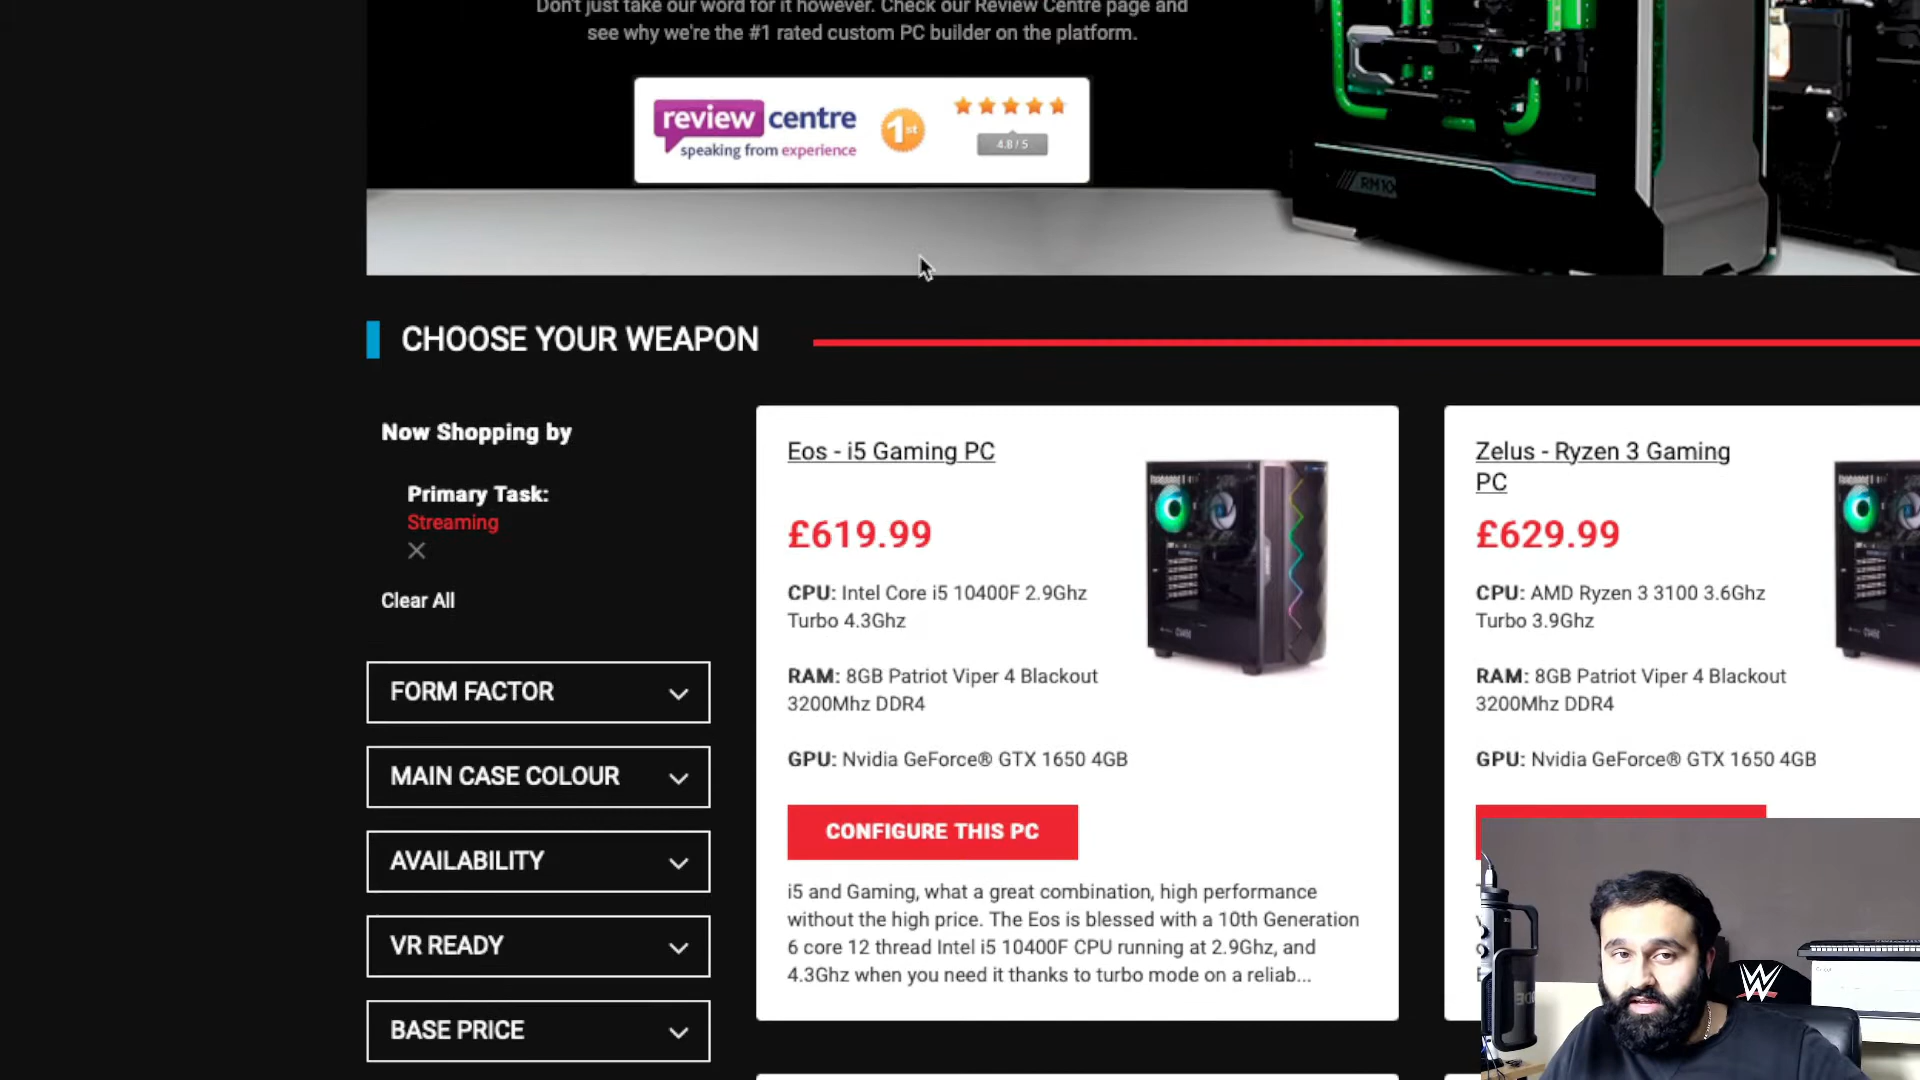 Don't just take our word for it however. Check our Review Centre page and
see why we're the #1 rated custom PC builder on the platform.
review centre
speaking from experience
1st
4.8 / 5
CHOOSE YOUR WEAPON
Now Shopping by
Primary Task:
Streaming
Clear All
FORM FACTOR
MAIN CASE COLOUR
AVAILABILITY
VR READY
BASE PRICE
Eos - i5 Gaming PC
£619.99
CPU: Intel Core i5 10400F 2.9Ghz
Turbo 4.3Ghz
RAM: 8GB Patriot Viper 4 Blackout
3200Mhz DDR4
GPU: Nvidia GeForce® GTX 1650 4GB
CONFIGURE THIS PC
i5 and Gaming, what a great combination, high performance
without the high price. The Eos is blessed with a 10th Generation
6 core 12 thread Intel i5 10400F CPU running at 2.9Ghz, and
4.3Ghz when you need it thanks to turbo mode on a reliab...
Zelus - Ryzen 3 Gaming
PC
£629.99
CPU: AMD Ryzen 3 3100 3.6Ghz
Turbo 3.9Ghz
RAM: 8GB Patriot Viper 4 Blackout
3200Mhz DDR4
GPU: Nvidia GeForce® GTX 1650 4GB
W